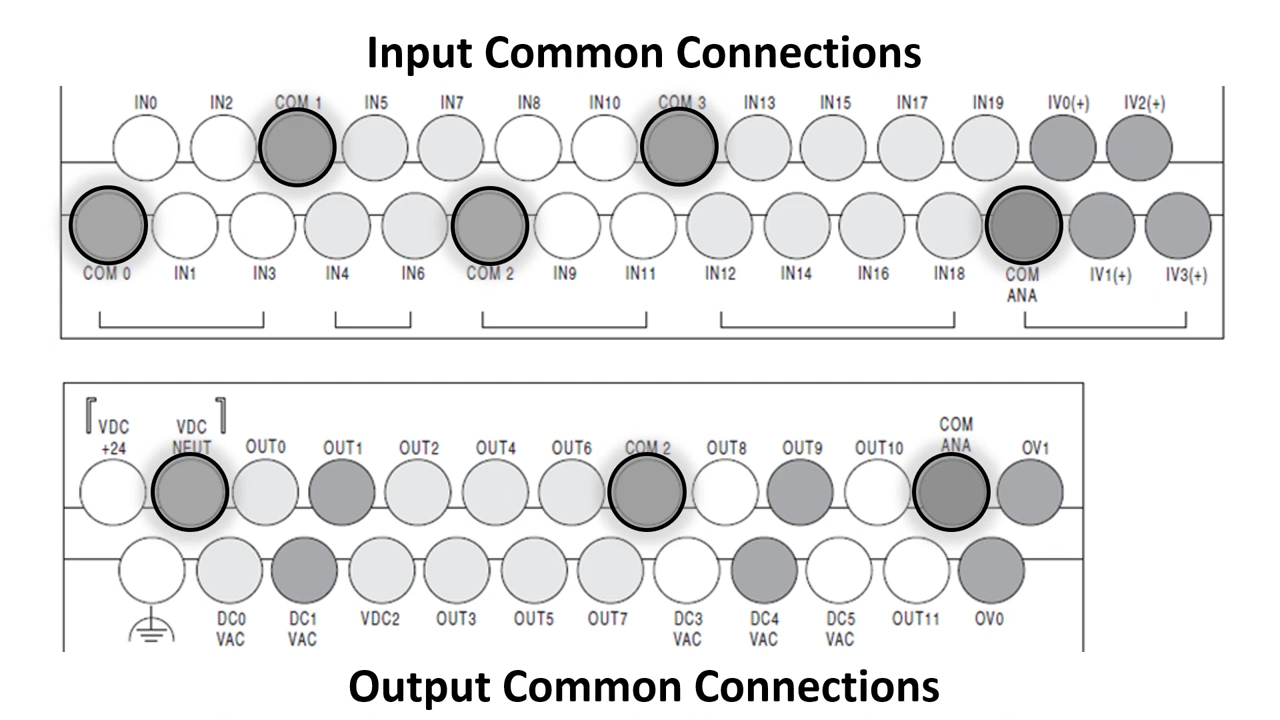 Input Common Connections
IN0 IN2 COM 1 IN5 IN7 IN8 IN10 COM 3 IN13 IN15 IN17 IN19 IV0(+) IV2(+)
COM 0 IN1 IN3 IN4 IN6 COM 2 IN9 IN11 IN12 IN14 IN16 IN18 COM IV1(+) IV3(+)
ANA
COM
VDC VDC ANA
+24 NEUT OUT0 OUT1 OUT2 OUT4 OUT6 COM 2 OUT8 OUT9 OUT10 OV1
DC0 DC1 VDC2 OUT3 OUT5 OUT7 DC3 DC4 DC5 OUT11 OV0
VAC VAC VAC VAC VAC
Output Common Connections